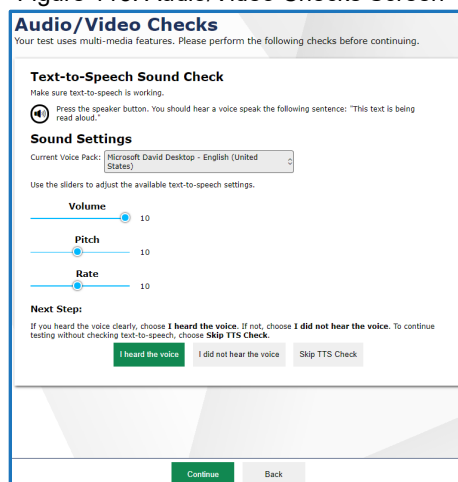 Audio/Video Checks
Your test uses multi-media features. Please perform the following checks before continuing.
Text-to-Speech Sound Check
Make sure text-to-speech is working.
Press the speaker button. You should hear a voice speak the following sentence: "This text is being
read aloud."
Sound Settings
Current Voice Pack: Microsoft David Desktop - English (United
States)
Use the sliders to adjust the available text-to-speech settings.
Volume
10
Pitch
10
Rate
10
Next Step:
If you heard the voice clearly, choose I heard the voice. If not, choose I did not hear the voice. To continue
testing without checking text-to-speech, choose Skip TTS Check.
I heard the voice I did not hear the voice Skip TTS Check
Continue Back